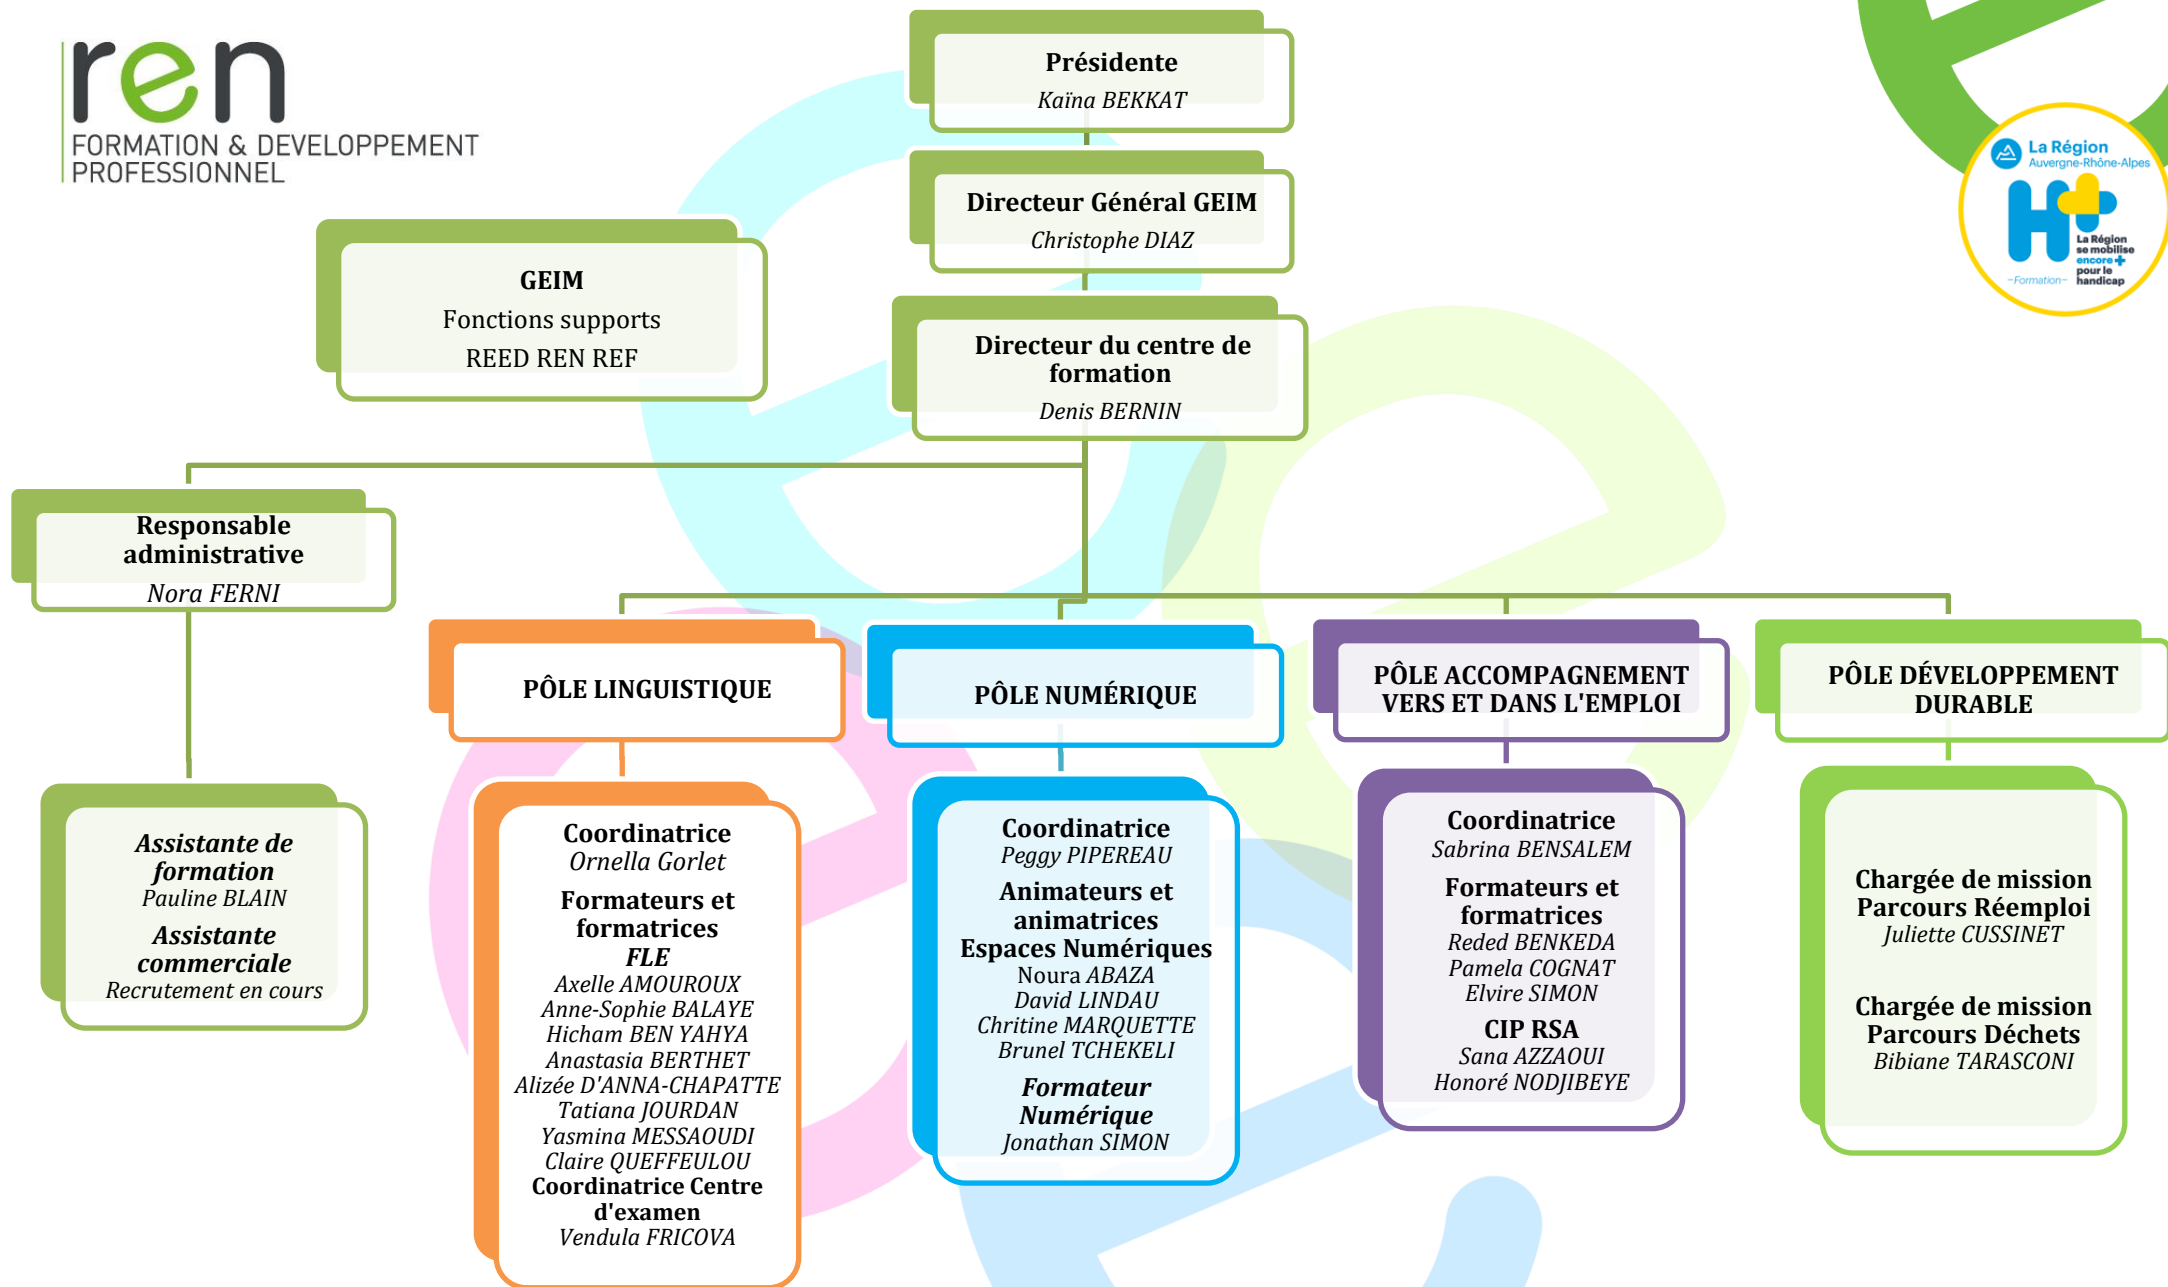 ren
FORMATION & DEVELOPPEMENT
PROFESSIONNEL
Présidente
Kaïna BEKKAT
La Région
Auvergne-Rhône-Alpes
H+
La Région
se mobilise
encore +
pour le
handicap
-Formation-
Directeur Général GEIM
Christophe DIAZ
GEIM
Fonctions supports
REED REN REF
Directeur du centre de
formation
Denis BERNIN
Responsable
administrative
Nora FERNI
Assistante de
formation
Pauline BLAIN
Assistante
commerciale
Recrutement en cours
PÔLE LINGUISTIQUE
Coordinatrice
Ornella Gorlet
Formateurs et
formatrices
FLE
Axelle AMOUROUX
Anne-Sophie BALAYE
Hicham BEN YAHYA
Anastasia BERTHET
Alizée D'ANNA-CHAPATTE
Tatiana JOURDAN
Yasmina MESSAOUDI
Claire QUEFFEULOU
Coordinatrice Centre
d'examen
Vendula FRICOVA
PÔLE NUMÉRIQUE
Coordinatrice
Peggy PIPEREAU
Animateurs et
animatrices
Espaces Numériques
Noura ABAZA
David LINDAU
Chritine MARQUETTE
Brunel TCHEKELI
Formateur
Numérique
Jonathan SIMON
PÔLE ACCOMPAGNEMENT
VERS ET DANS L'EMPLOI
Coordinatrice
Sabrina BENSALEM
Formateurs et
formatrices
Reded BENKEDA
Pamela COGNAT
Elvire SIMON
CIP RSA
Sana AZZAOUI
Honoré NODJIBEYE
PÔLE DÉVELOPPEMENT
DURABLE
Chargée de mission
Parcours Réemploi
Juliette CUSSINET
Chargée de mission
Parcours Déchets
Bibiane TARASCONI